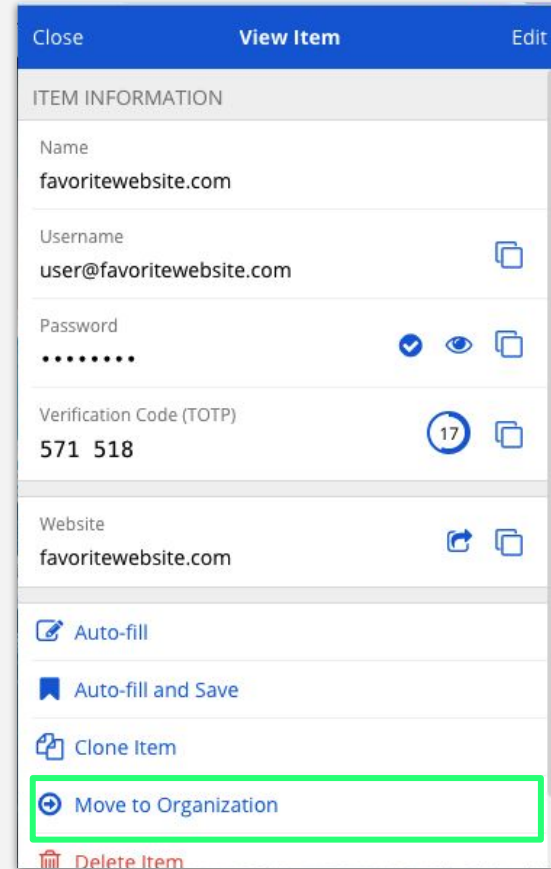 Close View Item Edit
ITEM INFORMATION
Name
favoritewebsite.com
Username
user@favoritewebsite.com
Password
••••••••
Verification Code (TOTP)
571 518
17
Website
favoritewebsite.com
Auto-fill
Auto-fill and Save
Clone Item
Move to Organization
Delete Item